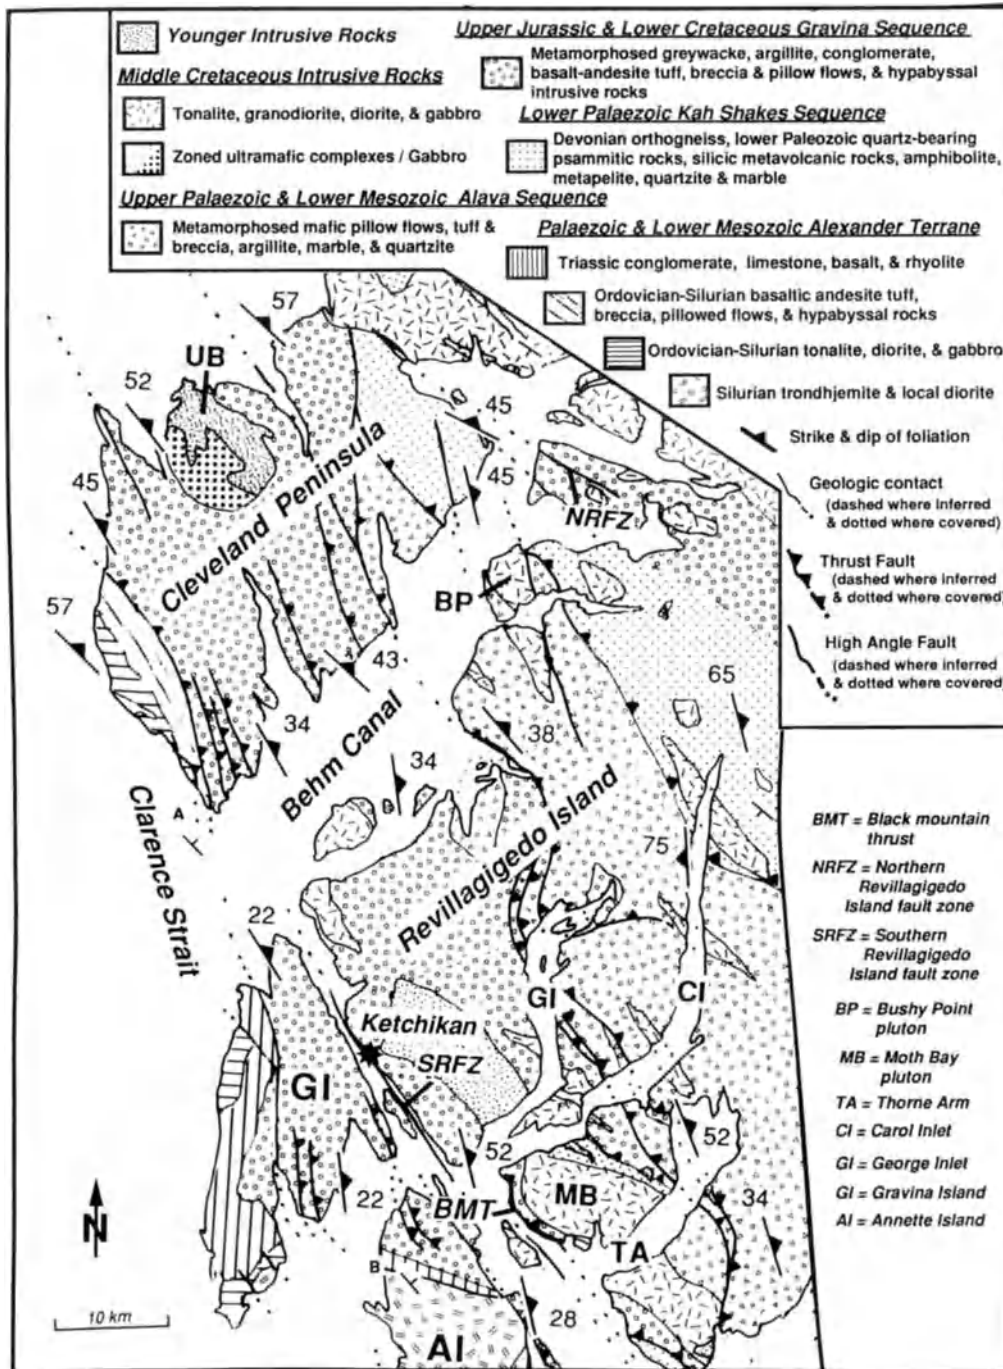 Younger Intrusive Rocks
Middle Cretaceous Intrusive Rocks
Tonalite, granodiorite, diorite, & gabbro
Zoned ultramafic complexes / Gabbro
Upper Palaezoic & Lower Mesozoic Alava Sequence
Metamorphosed mafic pillow flows, tuff &
breccia, argillite, marble, & quartzite
Upper Jurassic & Lower Cretaceous Gravina Sequence
Metamorphosed greywacke, argillite, conglomerate,
basalt-andesite tuff, breccia & pillow flows, & hypabyssal
intrusive rocks
Lower Palaezoic Kah Shakes Sequence
Devonian orthogneiss, lower Paleozoic quartz-bearing
psammitic rocks, silicic metavolcanic rocks, amphibolite,
metapelite, quartzite & marble
Palaezoic & Lower Mesozoic Alexander Terrane
Triassic conglomerate, limestone, basalt, & rhyolite
Ordovician-Silurian basaltic andesite tuff,
breccia, pillowed flows, & hypabyssal rocks
Ordovician-Silurian tonalite, diorite, & gabbro
Silurian trondhjemite & local diorite
Strike & dip of foliation
Geologic contact
(dashed where inferred
& dotted where covered)
Thrust Fault
(dashed where inferred
& dotted where covered)
High Angle Fault
(dashed where inferred
& dotted where covered)
57
UB
52
45
45
45
NRFZ
Cleveland Peninsula
BP
57
43
65
34
38
Behm Canal
34
A
Clarence Strait
Revillagigedo Island
75
22
GI
CI
Ketchikan
SRFZ
GI
52
52
22
BMT
MB
34
TA
B
28
AI
N
10 km
BMT = Black mountain
thrust
NRFZ = Northern
Revillagigedo
Island fault zone
SRFZ = Southern
Revillagigedo
Island fault zone
BP = Bushy Point
pluton
MB = Moth Bay
pluton
TA = Thorne Arm
CI = Carol Inlet
GI = George Inlet
GI = Gravina Island
AI = Annette Island